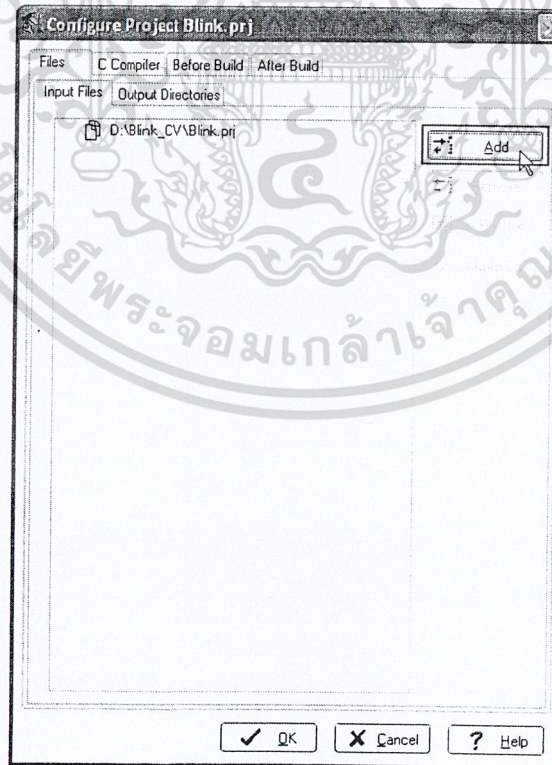 Configure Project Blink.prj
Files C Compiler Before Build After Build
Input Files Output Directories
D:\Blink_CV\Blink.prj
Add
พระจอมเกล้าเจ้าคุณ
OK Cancel ? Help